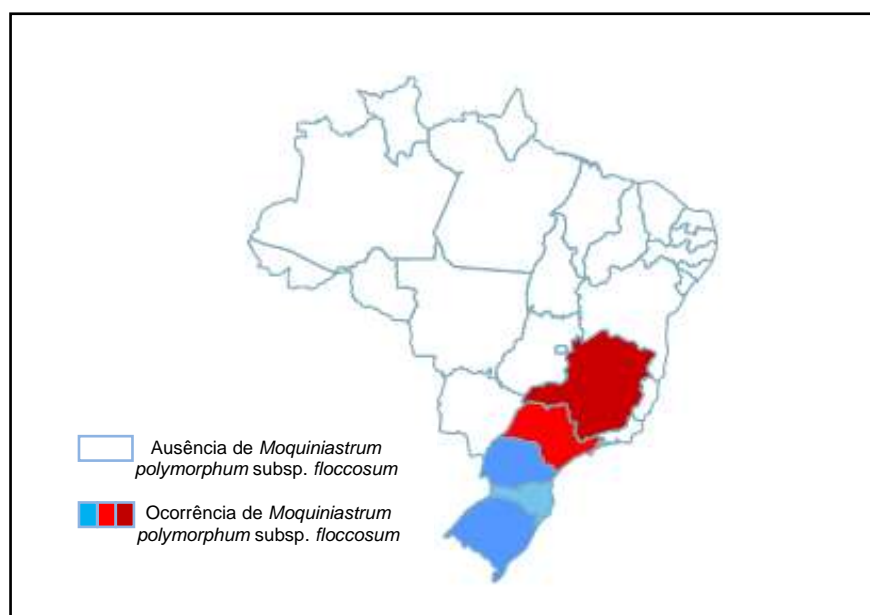 Ausência de Moquiniastrum
polymorphum subsp. floccosum
Ocorrência de Moquiniastrum
polymorphum subsp. floccosum